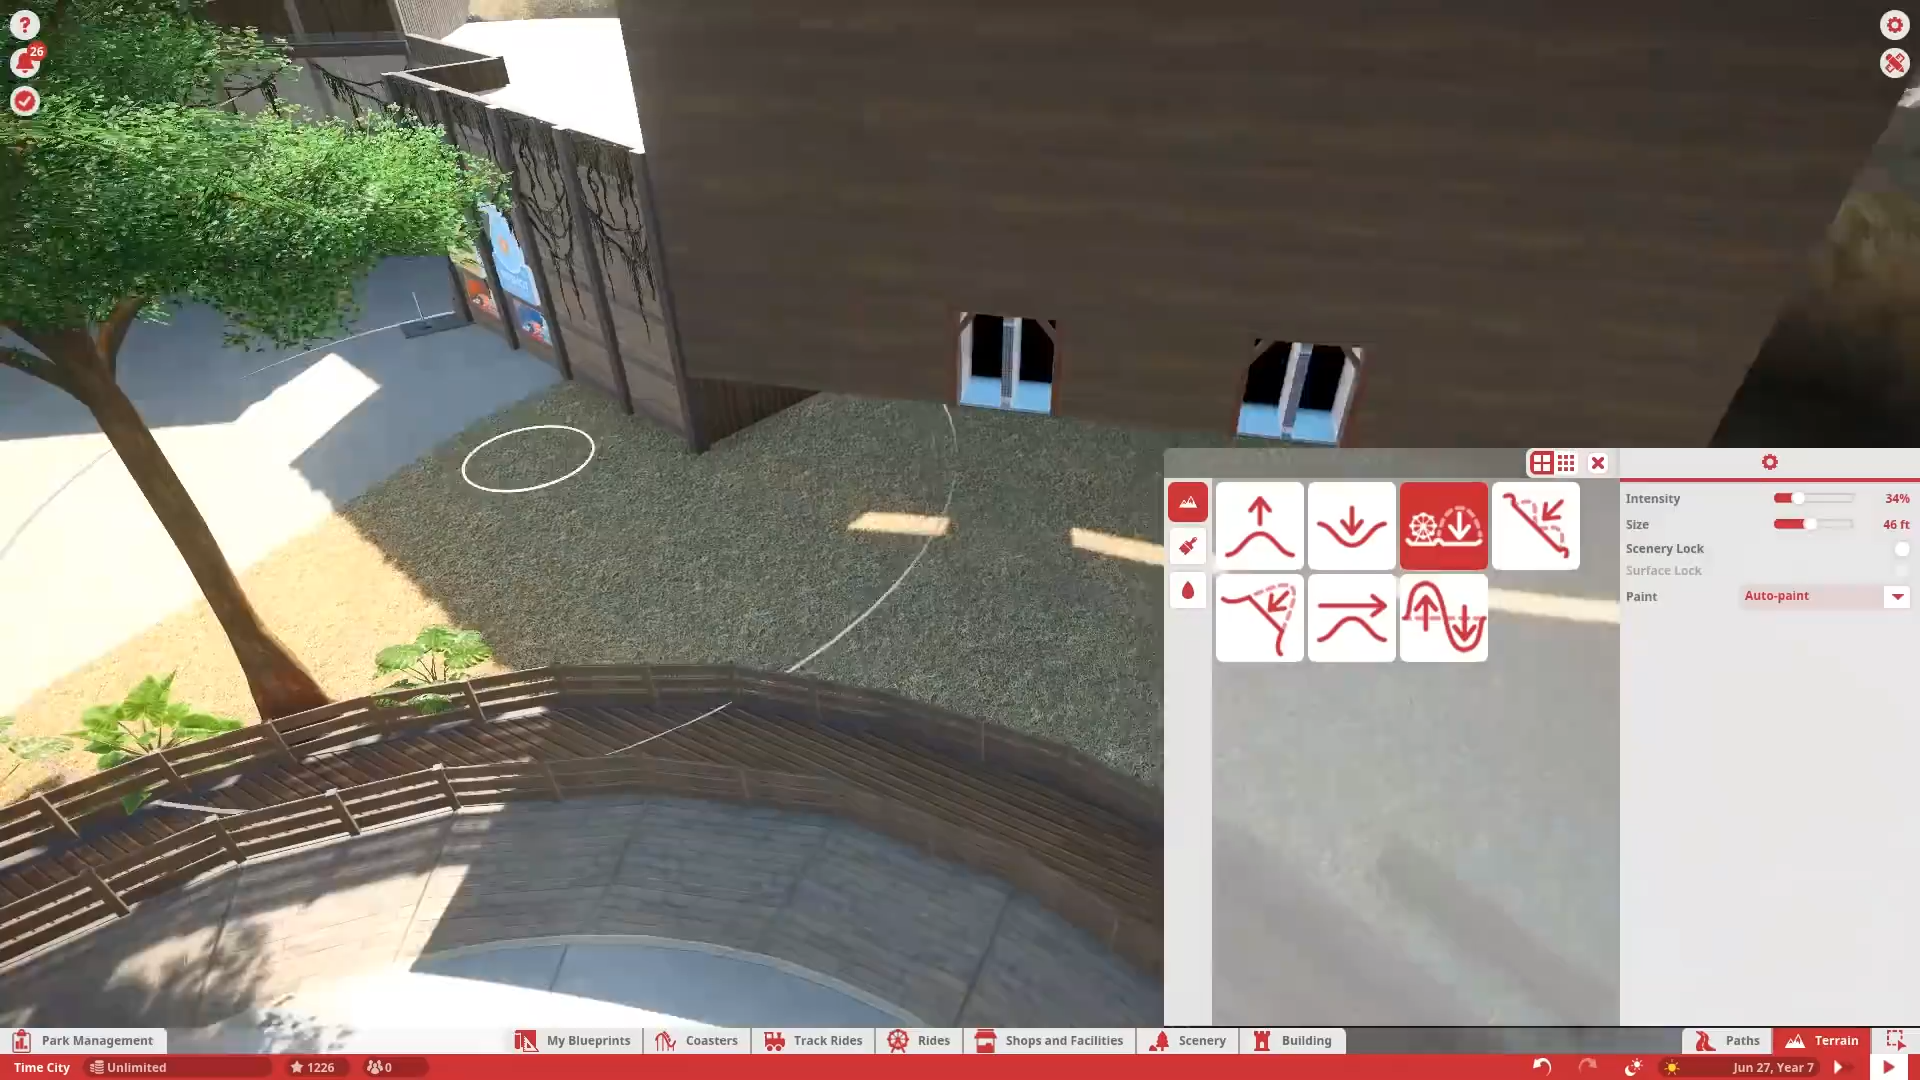 ?
26
Intensity 34%
Size 46 ft
Scenery Lock
Surface Lock
Paint Auto-paint
Park Management
My Blueprints
Coasters
Track Rides
Rides
Shops and Facilities
Scenery
Building
Paths
Terrain
Time City
Unlimited
1226
0
Jun 27, Year 7